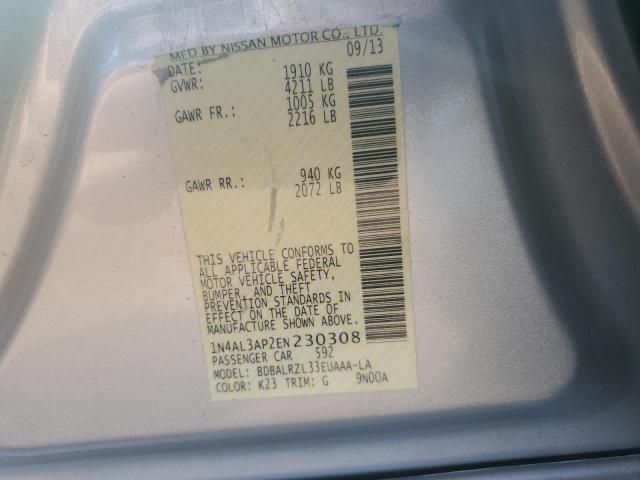 MFD BY NISSAN MOTOR CO., LTD.
DATE: 09/13
GVWR: 1910 KG
4211 LB
GAWR FR.: 1005 KG
2216 LB
GAWR RR.: 940 KG
2072 LB
THIS VEHICLE CONFORMS TO
ALL APPLICABLE FEDERAL
MOTOR VEHICLE SAFETY,
BUMPER, AND THEFT
PREVENTION STANDARDS IN
EFFECT ON THE DATE OF
MANUFACTURE SHOWN ABOVE.
1N4AL3AP2EN230308
PASSENGER CAR 592
MODEL: BDBALRZL33EUAAA-LA
COLOR: K23 TRIM: G 9N00A